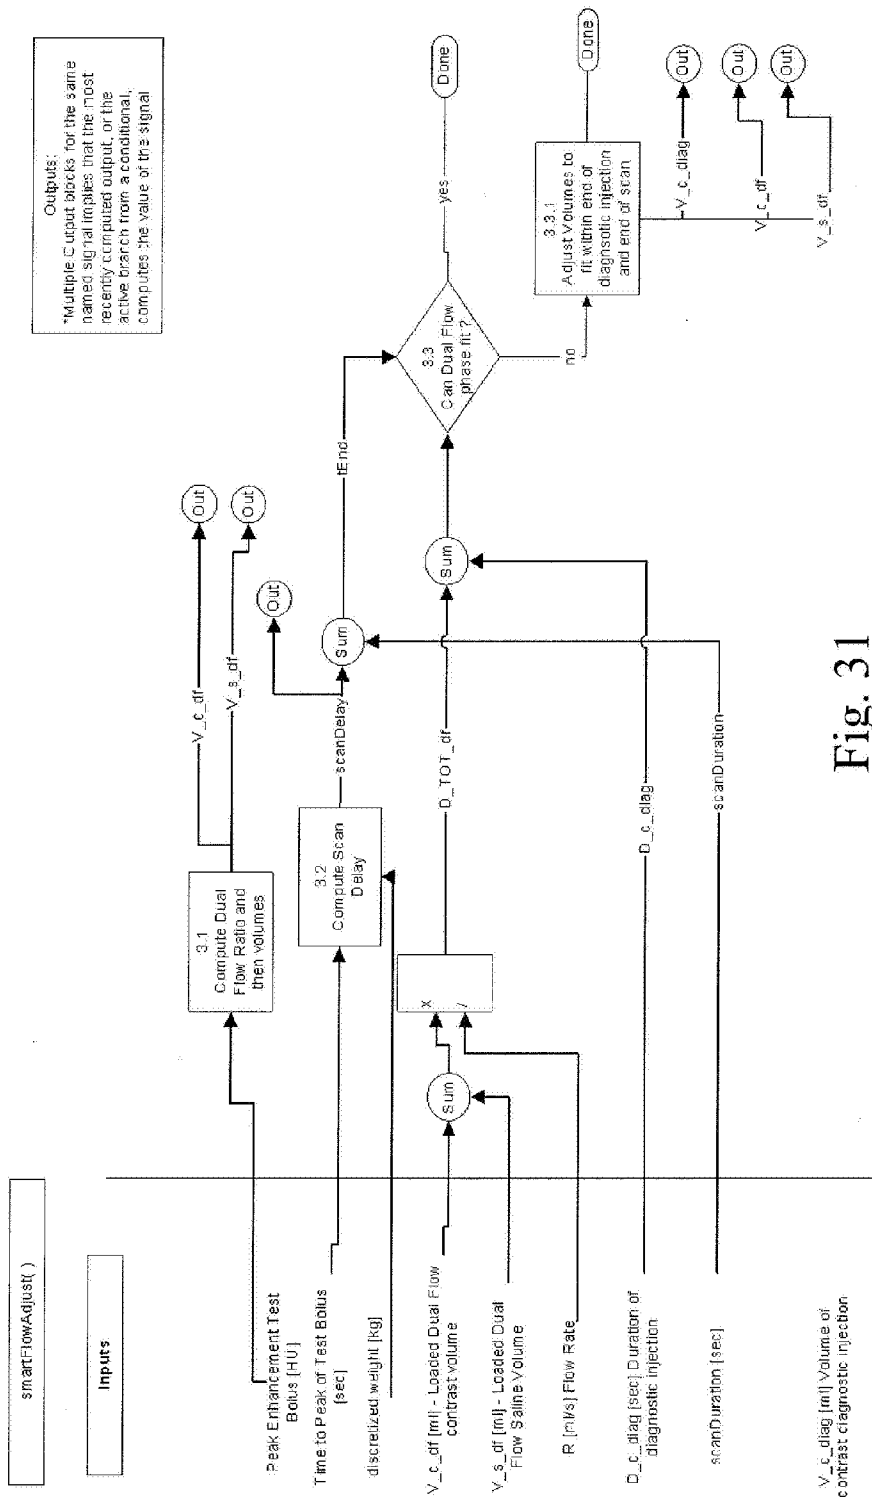 smartFlowAdjust( )
Inputs
Outputs:
*Multiple Output blocks for the same
named signal implies that the most
recently computed output, or the
active branch from a conditional,
computes the value of the signal
Peak Enhancement Test
Bolus [HU]
Time to Peak of Test Bolus
[sec]
discretized weight [kg]
V_c_df [ml] - Loaded Dual Flow
contrast volume
V_s_df [ml] - Loaded Dual
Flow Saline Volume
R [ml/s] Flow Rate
D_c_diag [sec] Duration of
diagnostic injection
scanDuration [sec]
V_c_diag [ml] Volume of
contrast diagnostic injection
3.1
Compute Dual
Flow Ratio and
then volumes
V_c_df
Out
V_s_df
Out
3.2
Compute Scan
Delay
scanDelay
Out
Sum
tEnd
Sum
X
/
D_TOT_df
Sum
D_c_diag
scanDuration
3.3
Can Dual Flow
phase fit ?
yes
Done
no
3.3.1
Adjust Volumes to
fit within end of
diagnsotic injection
and end of scan
Done
V_c_diag
Out
V_c_df
Out
V_s_df
Out
Fig. 31